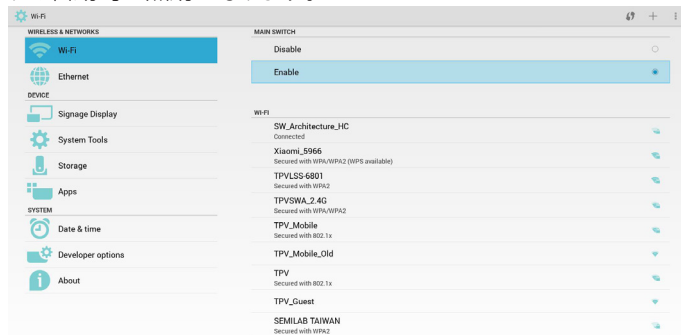 Wi-Fi
WIRELESS & NETWORKS
Wi-Fi
Ethernet
DEVICE
Signage Display
System Tools
Storage
Apps
SYSTEM
Date & time
Developer options
About
MAIN SWITCH
Disable
Enable
WI-FI
SW_Architecture_HC
Connected
Xiaomi_5966
Secured with WPA/WPA2 (WPS available)
TPVLSS-6801
Secured with WPA2
TPVSWA_2.4G
Secured with WPA/WPA2
TPV_Mobile
Secured with 802.1x
TPV_Mobile_Old
TPV
Secured with 802.1x
TPV_Guest
SEMILAB TAIWAN
Secured with WPA2